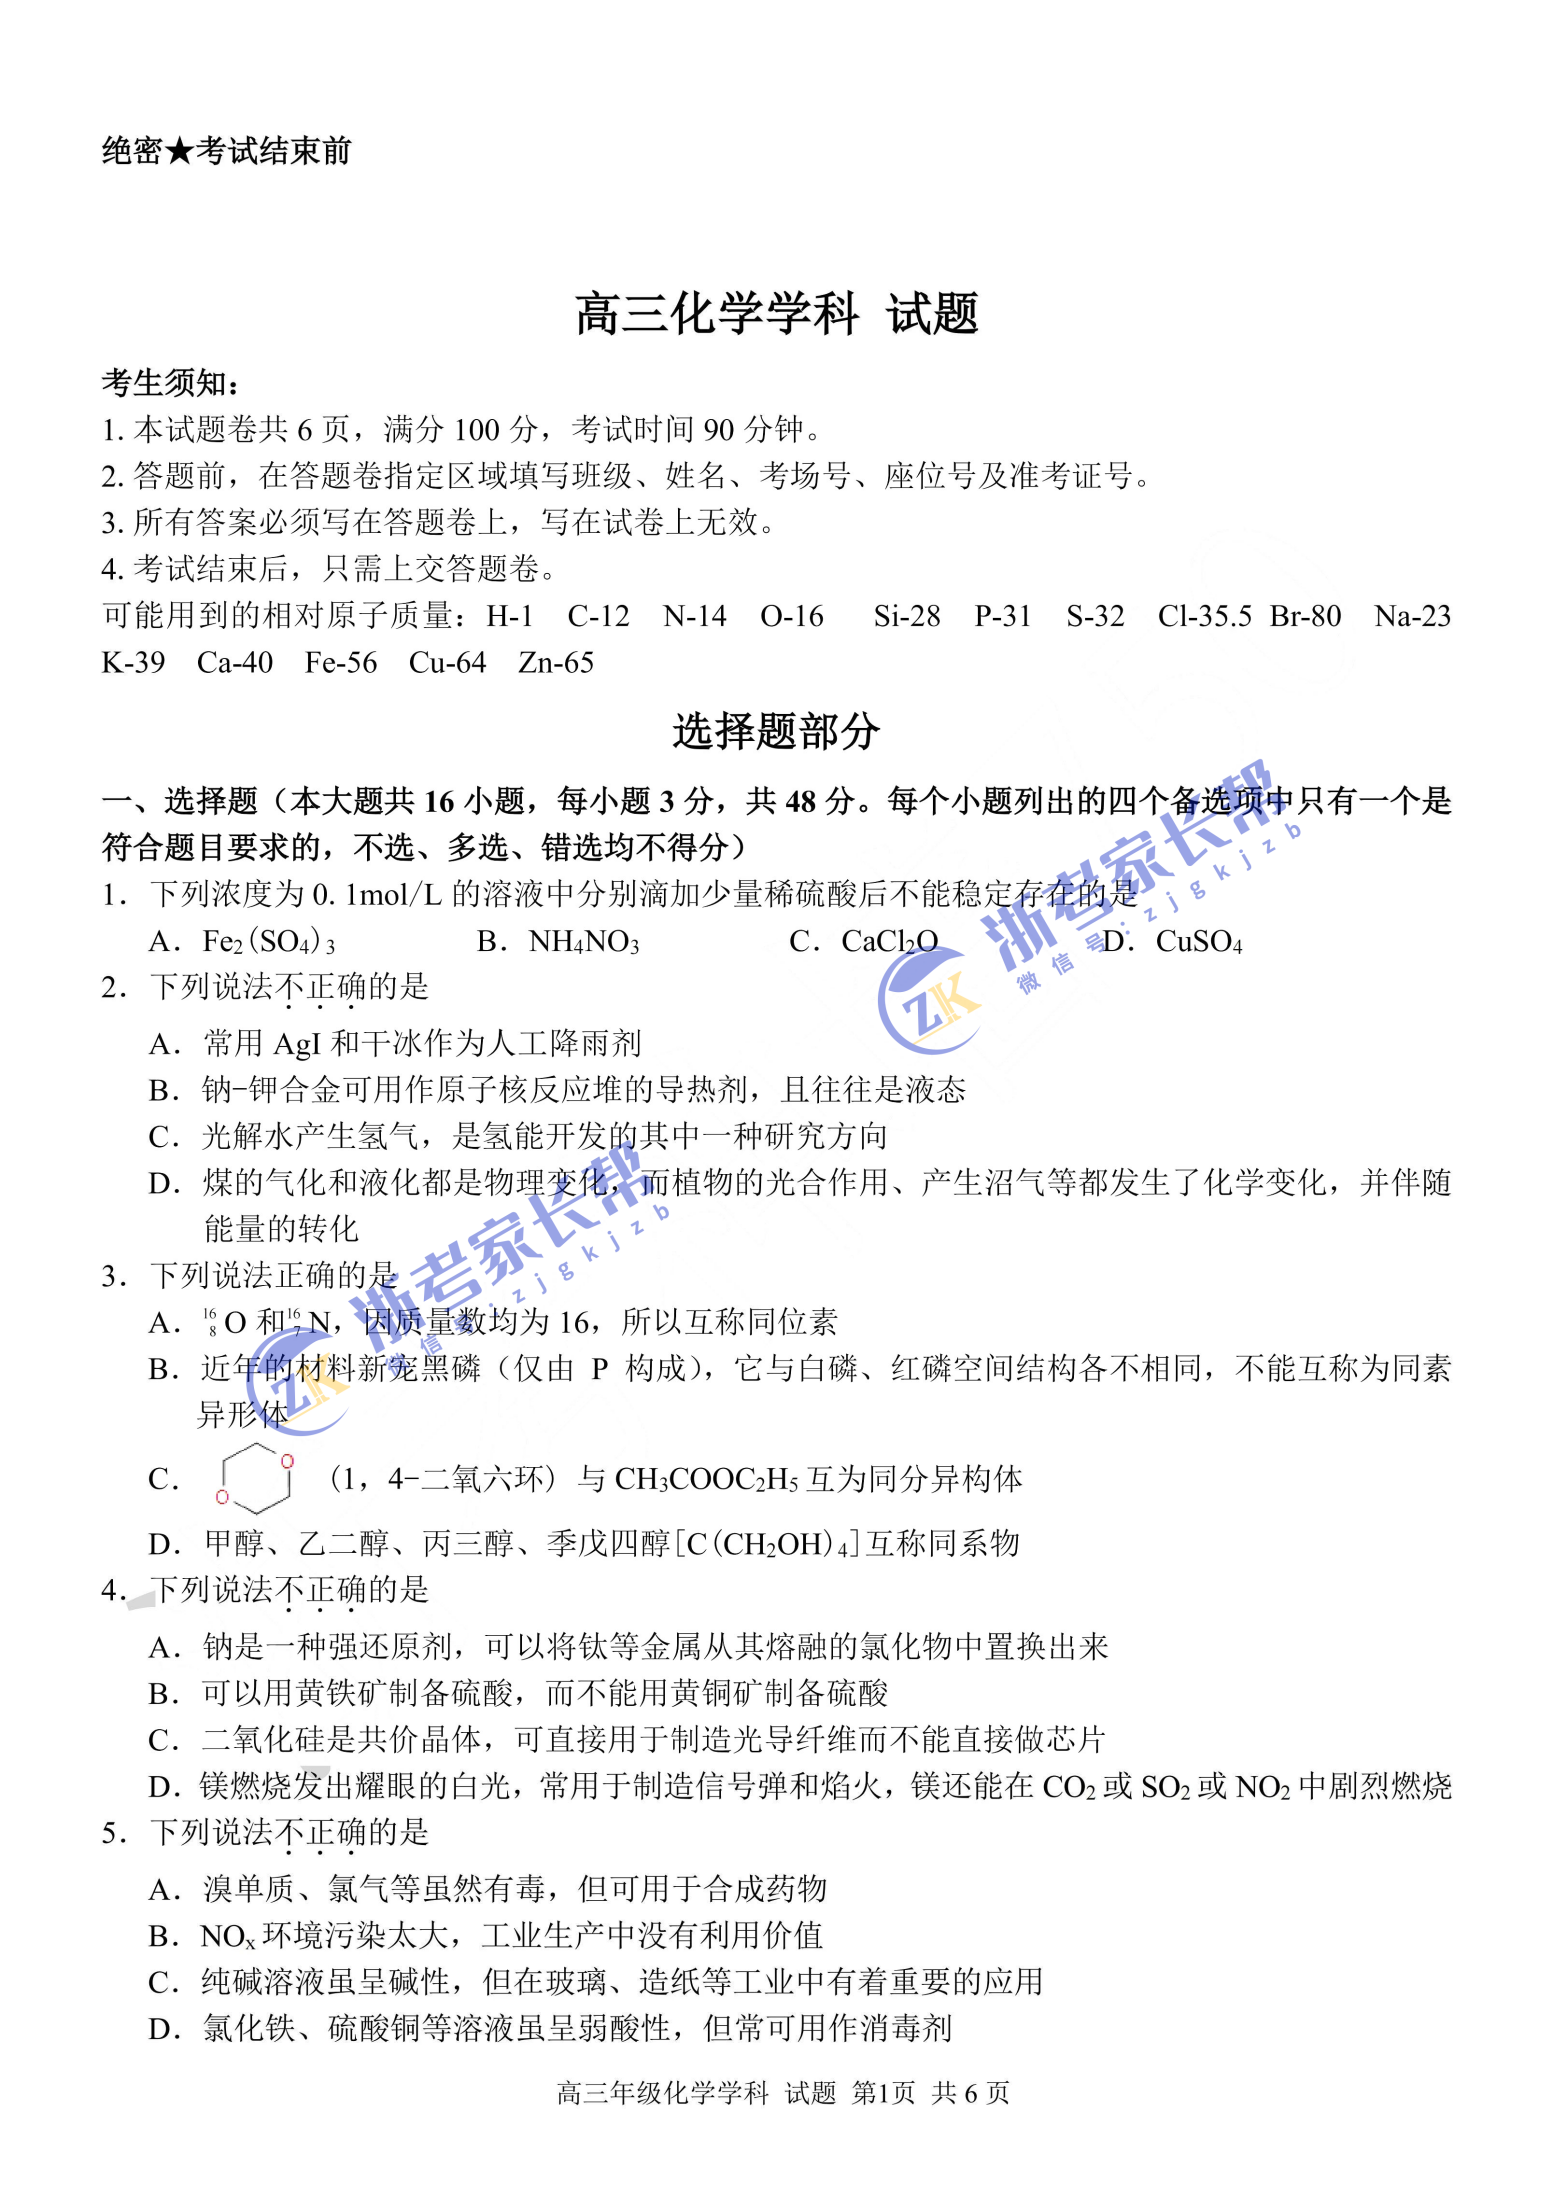 绝密★考试结束前
高三化学学科 试题
考生须知：
1. 本试题卷共 6 页，满分 100 分，考试时间 90 分钟。
2. 答题前，在答题卷指定区域填写班级、姓名、考场号、座位号及准考证号。
3. 所有答案必须写在答题卷上，写在试卷上无效。
4. 考试结束后，只需上交答题卷。
可能用到的相对原子质量：H-1 C-12 N-14 O-16 Si-28 P-31 S-32 Cl-35.5 Br-80 Na-23
K-39 Ca-40 Fe-56 Cu-64 Zn-65
选择题部分
一、选择题（本大题共 16 小题，每小题 3 分，共 48 分。每个小题列出的四个备选项中只有一个是
符合题目要求的，不选、多选、错选均不得分）
1．下列浓度为 0. 1mol/L 的溶液中分别滴加少量稀硫酸后不能稳定存在的是
A．Fe₂(SO₄)₃ B．NH₄NO₃ C．CaCl₂O D．CuSO₄
2．下列说法不正确的是
A．常用 AgI 和干冰作为人工降雨剂
B．钠-钾合金可用作原子核反应堆的导热剂，且往往是液态
C．光解水产生氢气，是氢能开发的其中一种研究方向
D．煤的气化和液化都是物理变化，而植物的光合作用、产生沼气等都发生了化学变化，并伴随
能量的转化
3．下列说法正确的是
A．¹⁶₈O 和¹⁶₇N，因质量数均为 16，所以互称同位素
B．近年的材料新宠黑磷（仅由 P 构成），它与白磷、红磷空间结构各不相同，不能互称为同素
异形体
C．O O (1，4-二氧六环) 与 CH₃COOC₂H₅ 互为同分异构体
D．甲醇、乙二醇、丙三醇、季戊四醇[C(CH₂OH)₄]互称同系物
4．下列说法不正确的是
A．钠是一种强还原剂，可以将钛等金属从其熔融的氯化物中置换出来
B．可以用黄铁矿制备硫酸，而不能用黄铜矿制备硫酸
C．二氧化硅是共价晶体，可直接用于制造光导纤维而不能直接做芯片
D．镁燃烧发出耀眼的白光，常用于制造信号弹和焰火，镁还能在 CO₂ 或 SO₂ 或 NO₂ 中剧烈燃烧
5．下列说法不正确的是
A．溴单质、氯气等虽然有毒，但可用于合成药物
B．NOₓ 环境污染太大，工业生产中没有利用价值
C．纯碱溶液虽呈碱性，但在玻璃、造纸等工业中有着重要的应用
D．氯化铁、硫酸铜等溶液虽呈弱酸性，但常可用作消毒剂
高三年级化学学科 试题 第1页 共 6 页
浙考家长帮
微信号：zjgkjzb
ZK
浙考家长帮
微信号：zjgkjzb
ZK